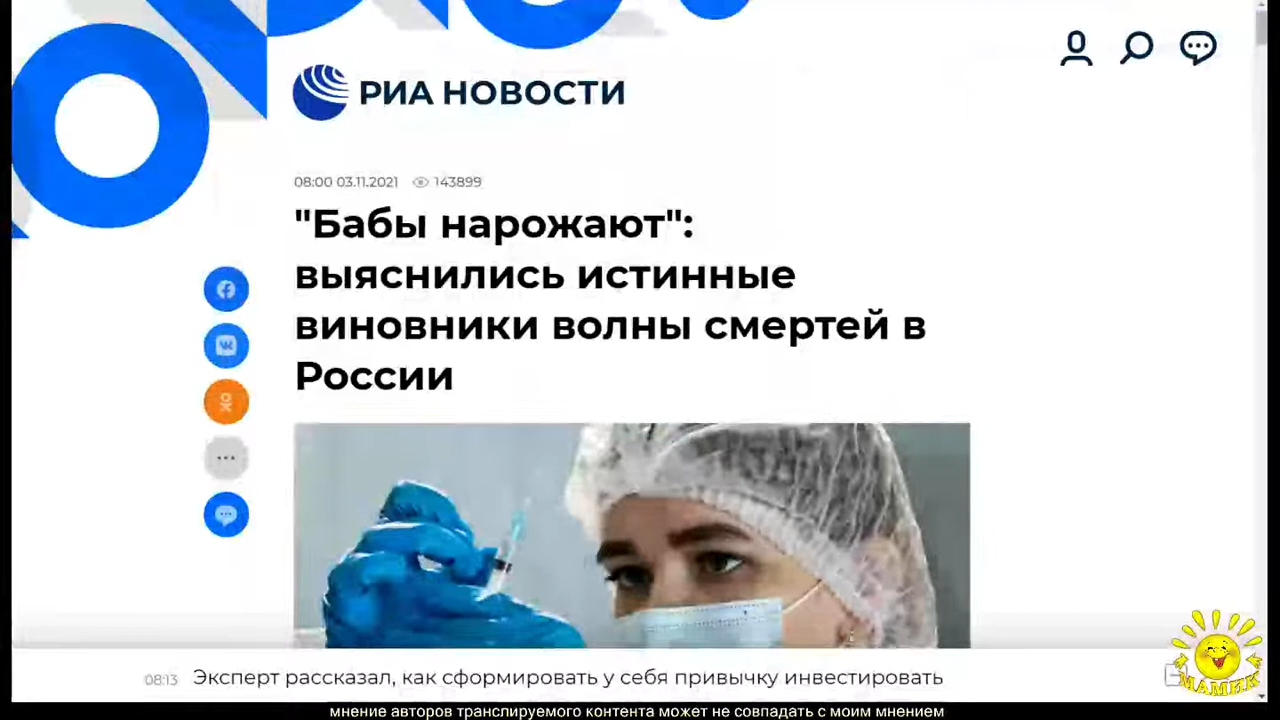 РИА НОВОСТИ
08:00 03.11.2021 143899
"Бабы нарожают":
выяснились истинные
виновники волны смертей в
России
08:13 Эксперт рассказал, как сформировать у себя привычку инвестировать
МАМИК
мнение авторов транслируемого контента может не совпадать с моим мнением